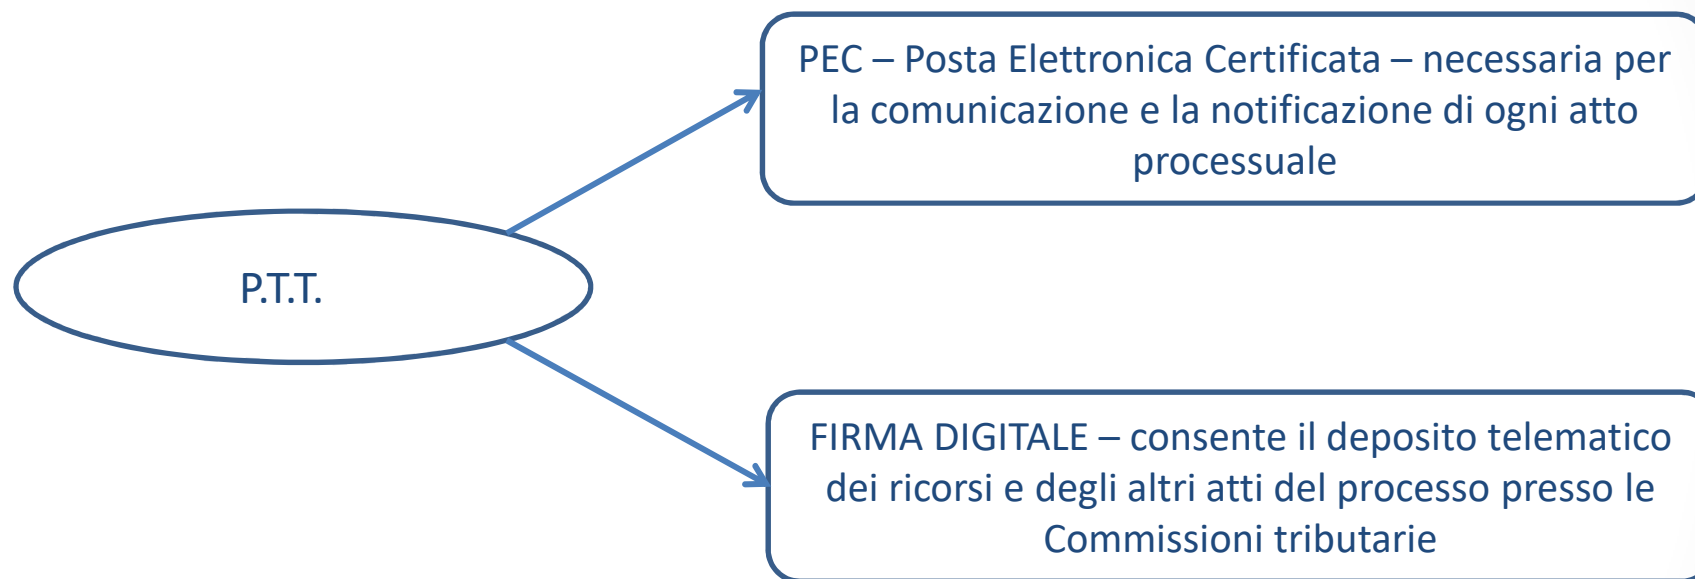 PEC – Posta Elettronica Certificata – necessaria per
la comunicazione e la notificazione di ogni atto
processuale
P.T.T.
FIRMA DIGITALE – consente il deposito telematico
dei ricorsi e degli altri atti del processo presso le
Commissioni tributarie